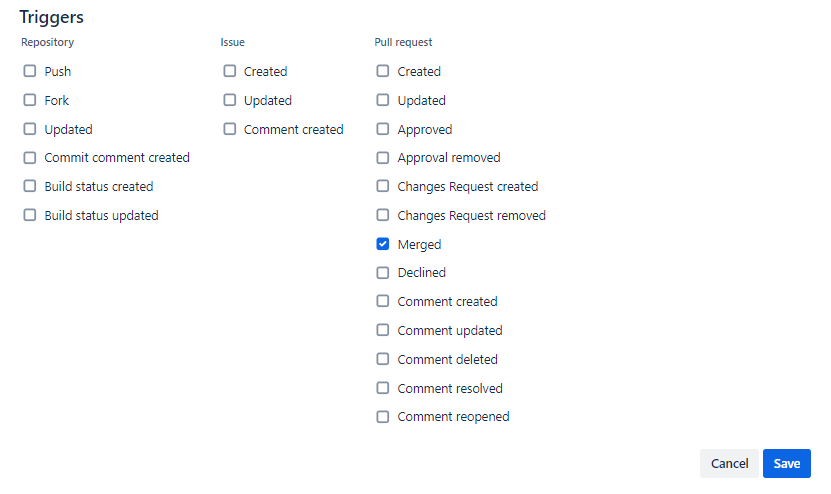 Triggers
Repository
Push
Fork
Updated
Commit comment created
Build status created
Build status updated
Issue
Created
Updated
Comment created
Pull request
Created
Updated
Approved
Approval removed
Changes Request created
Changes Request removed
Merged
Declined
Comment created
Comment updated
Comment deleted
Comment resolved
Comment reopened
Cancel
Save